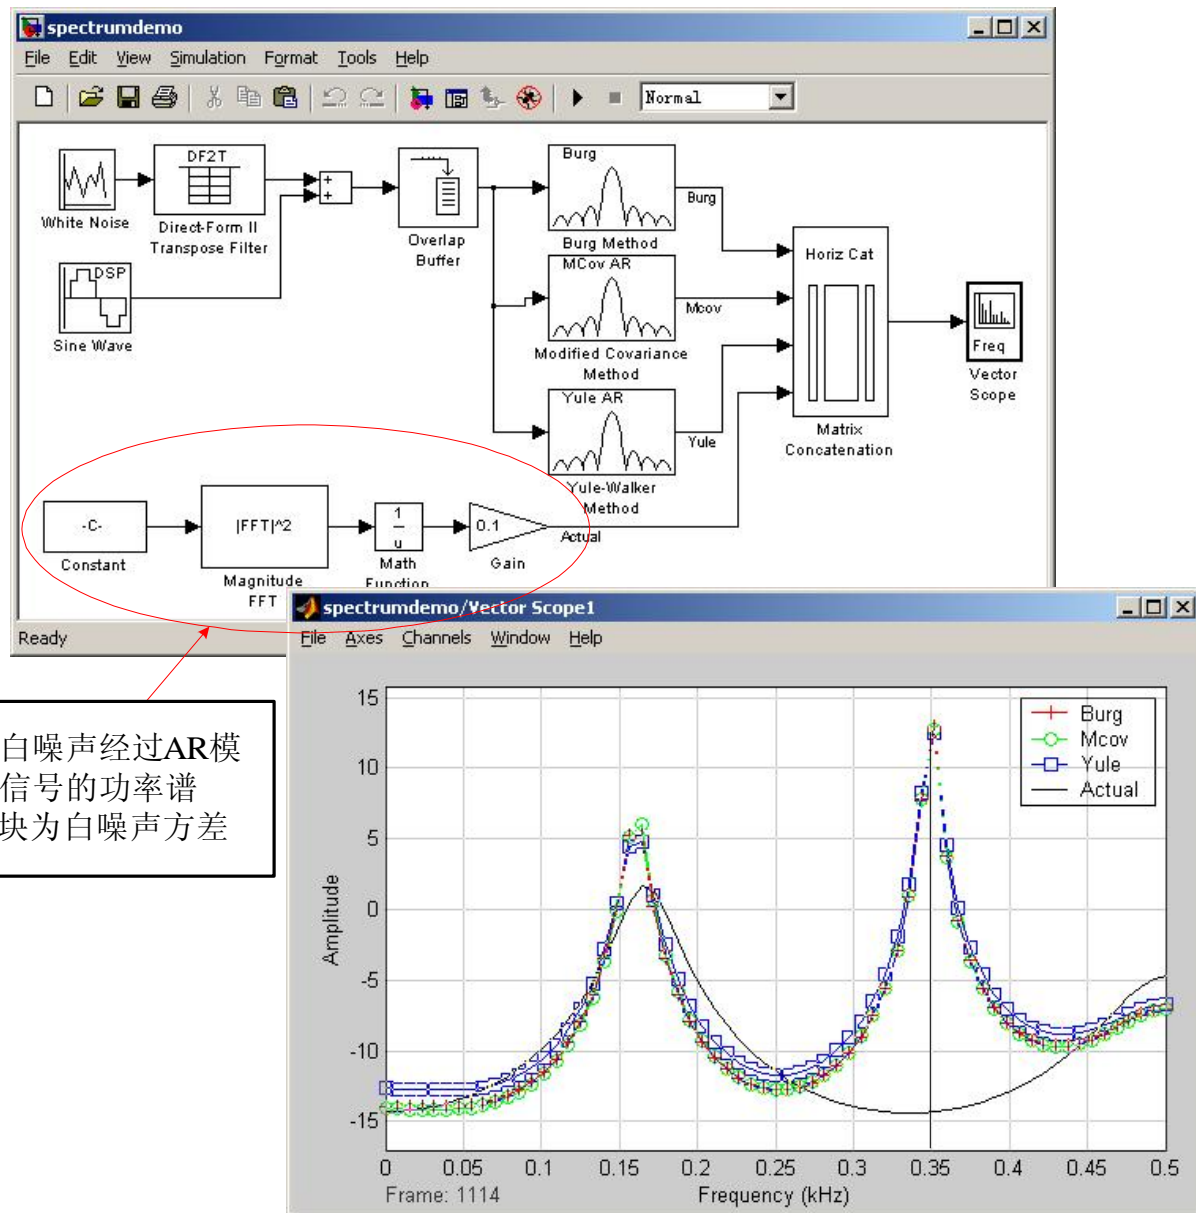 spectrumdemo
File Edit View Simulation Format Tools Help
Normal
White Noise
DF2T
Direct-Form II
Transpose Filter
+
+
Overlap
Buffer
DSP
Sine Wave
Burg
Burg Method
Burg
MCov AR
Modified Covariance
Method
Mcov
Yule AR
Yule-Walker
Method
Yule
Horiz Cat
Matrix
Concatenation
Freq
Vector
Scope
-C-
Constant
|FFT|^2
Magnitude
FFT
1
u
Math
Function
0.1
Gain
Actual
Ready
白噪声经过AR模
信号的功率谱
块为白噪声方差
spectrumdemo/Vector Scope1
File Axes Channels Window Help
Burg
Mcov
Yule
Actual
15
10
5
0
-5
-10
-15
Amplitude
0 0.05 0.1 0.15 0.2 0.25 0.3 0.35 0.4 0.45 0.5
Frame: 1114
Frequency (kHz)